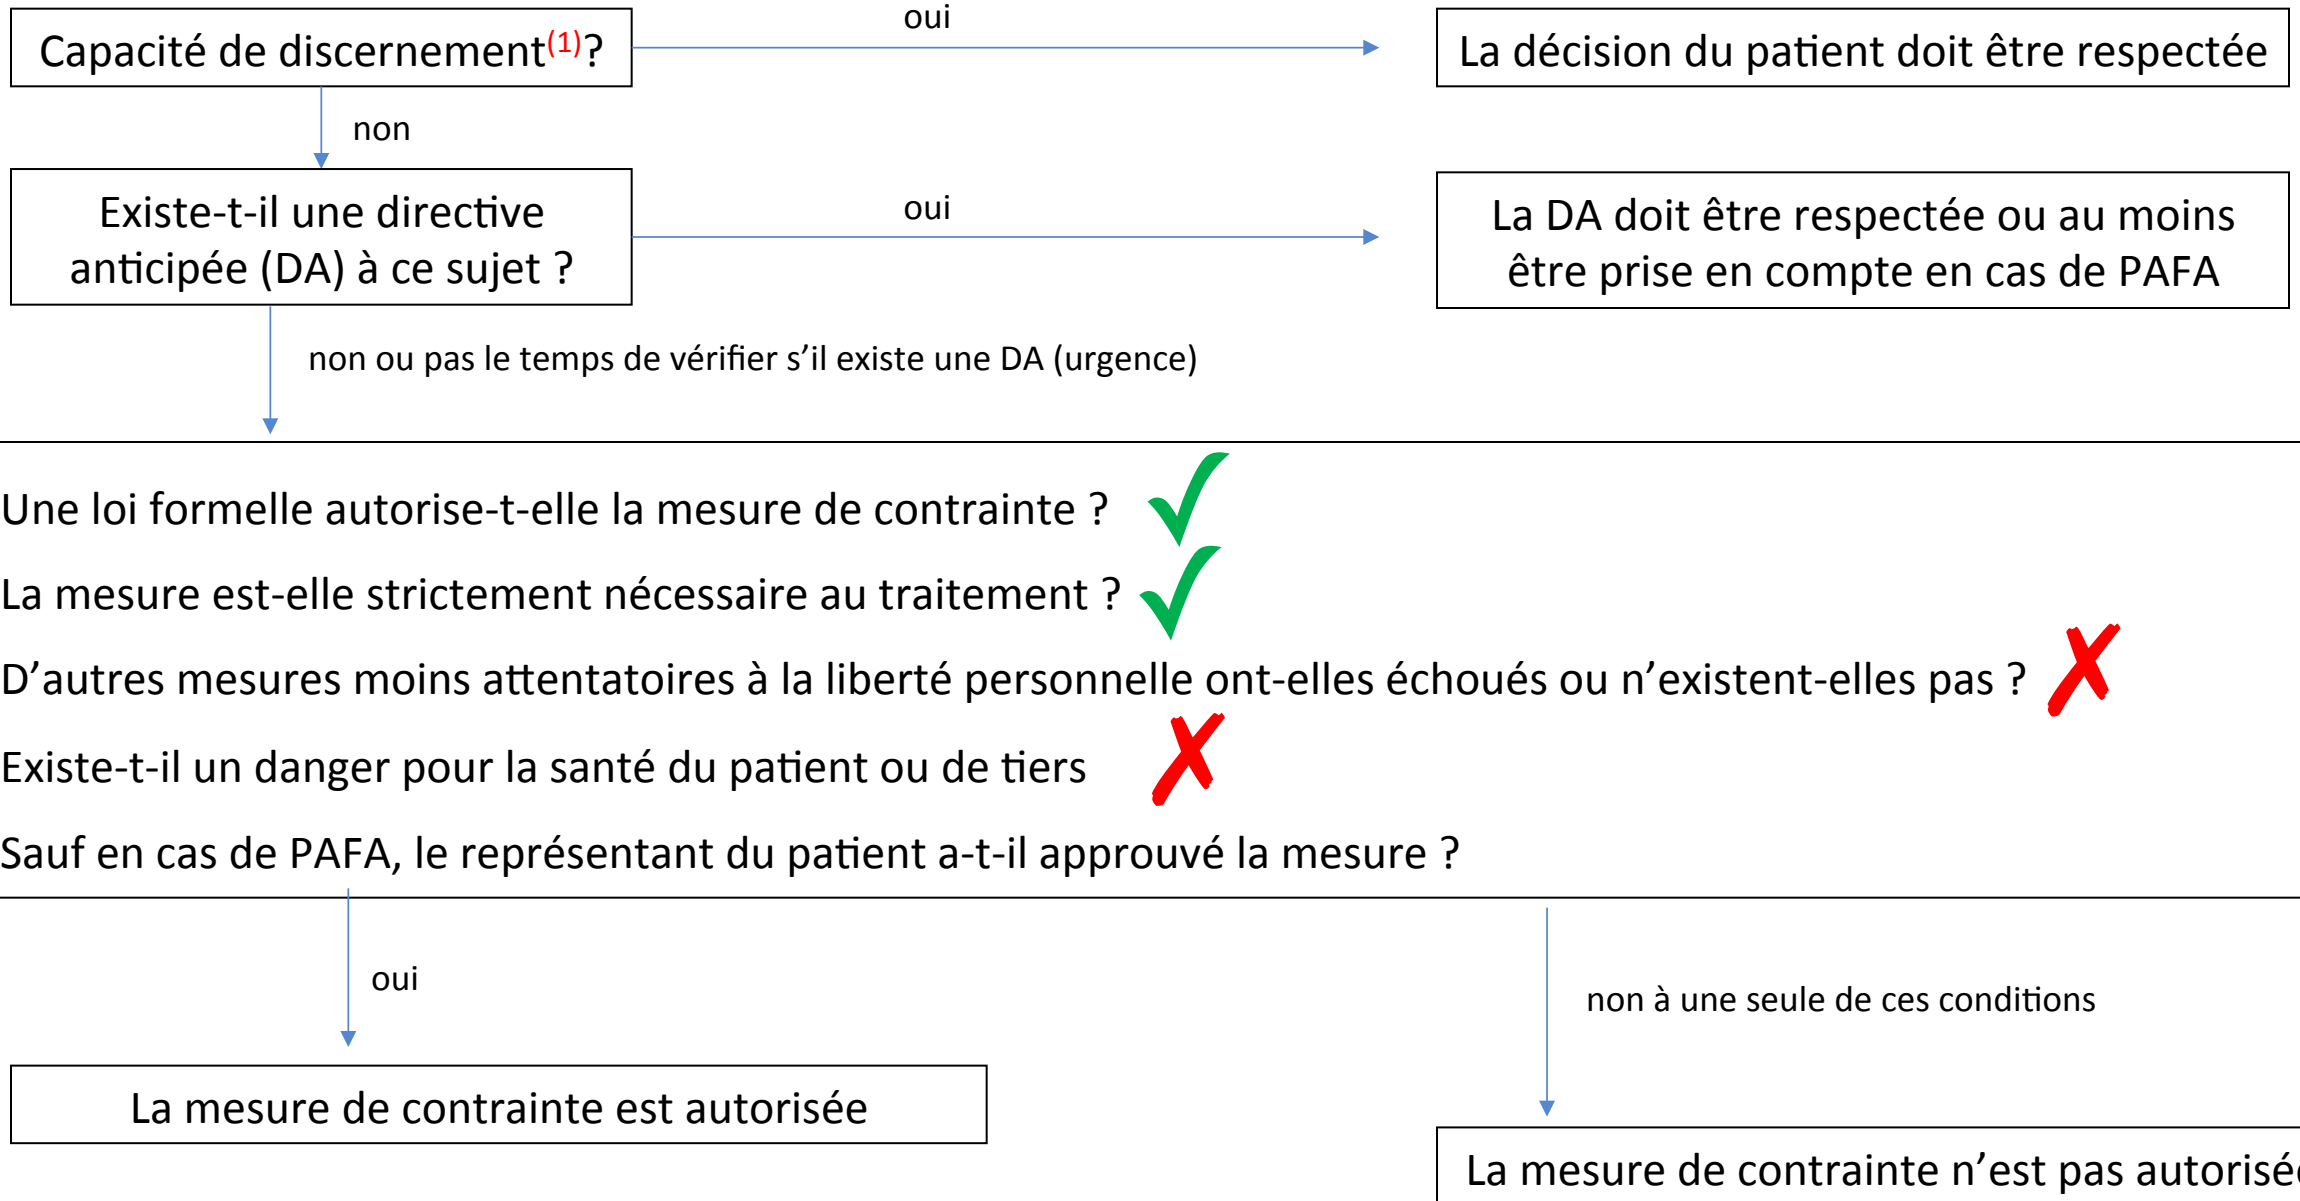 Capacité de discernement(1)?
oui
La décision du patient doit être respectée
non
Existe-t-il une directive
anticipée (DA) à ce sujet ?
oui
La DA doit être respectée ou au moins
être prise en compte en cas de PAFA
non ou pas le temps de vérifier s’il existe une DA (urgence)
Une loi formelle autorise-t-elle la mesure de contrainte ?
La mesure est-elle strictement nécessaire au traitement ?
D’autres mesures moins attentatoires à la liberté personnelle ont-elles échoués ou n’existent-elles pas ?
Existe-t-il un danger pour la santé du patient ou de tiers
Sauf en cas de PAFA, le représentant du patient a-t-il approuvé la mesure ?
oui
non à une seule de ces conditions
La mesure de contrainte est autorisée
La mesure de contrainte n’est pas autorisée